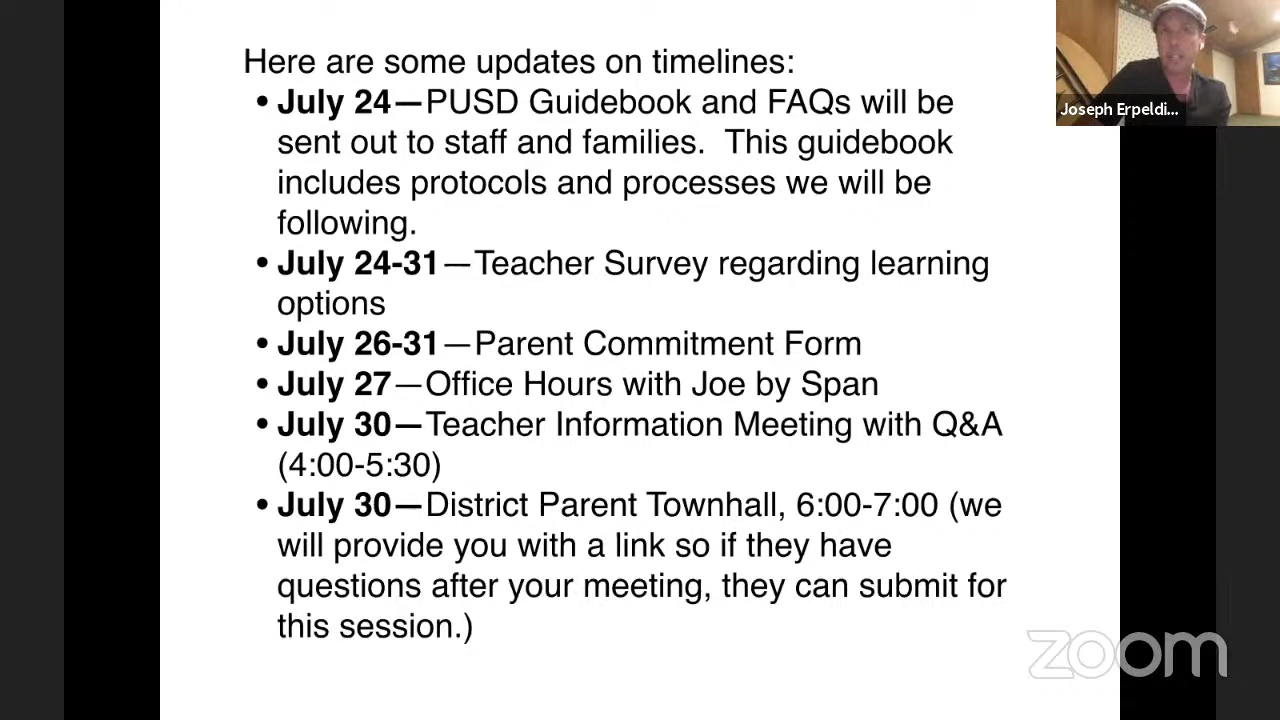 Here are some updates on timelines:
• July 24—PUSD Guidebook and FAQs will be
sent out to staff and families.  This guidebook
includes protocols and processes we will be
following.
• July 24-31—Teacher Survey regarding learning
options
• July 26-31—Parent Commitment Form
• July 27—Office Hours with Joe by Span
• July 30—Teacher Information Meeting with Q&A
(4:00-5:30)
• July 30—District Parent Townhall, 6:00-7:00 (we
will provide you with a link so if they have
questions after your meeting, they can submit for
this session.)
Joseph Erpeldi...
zoom